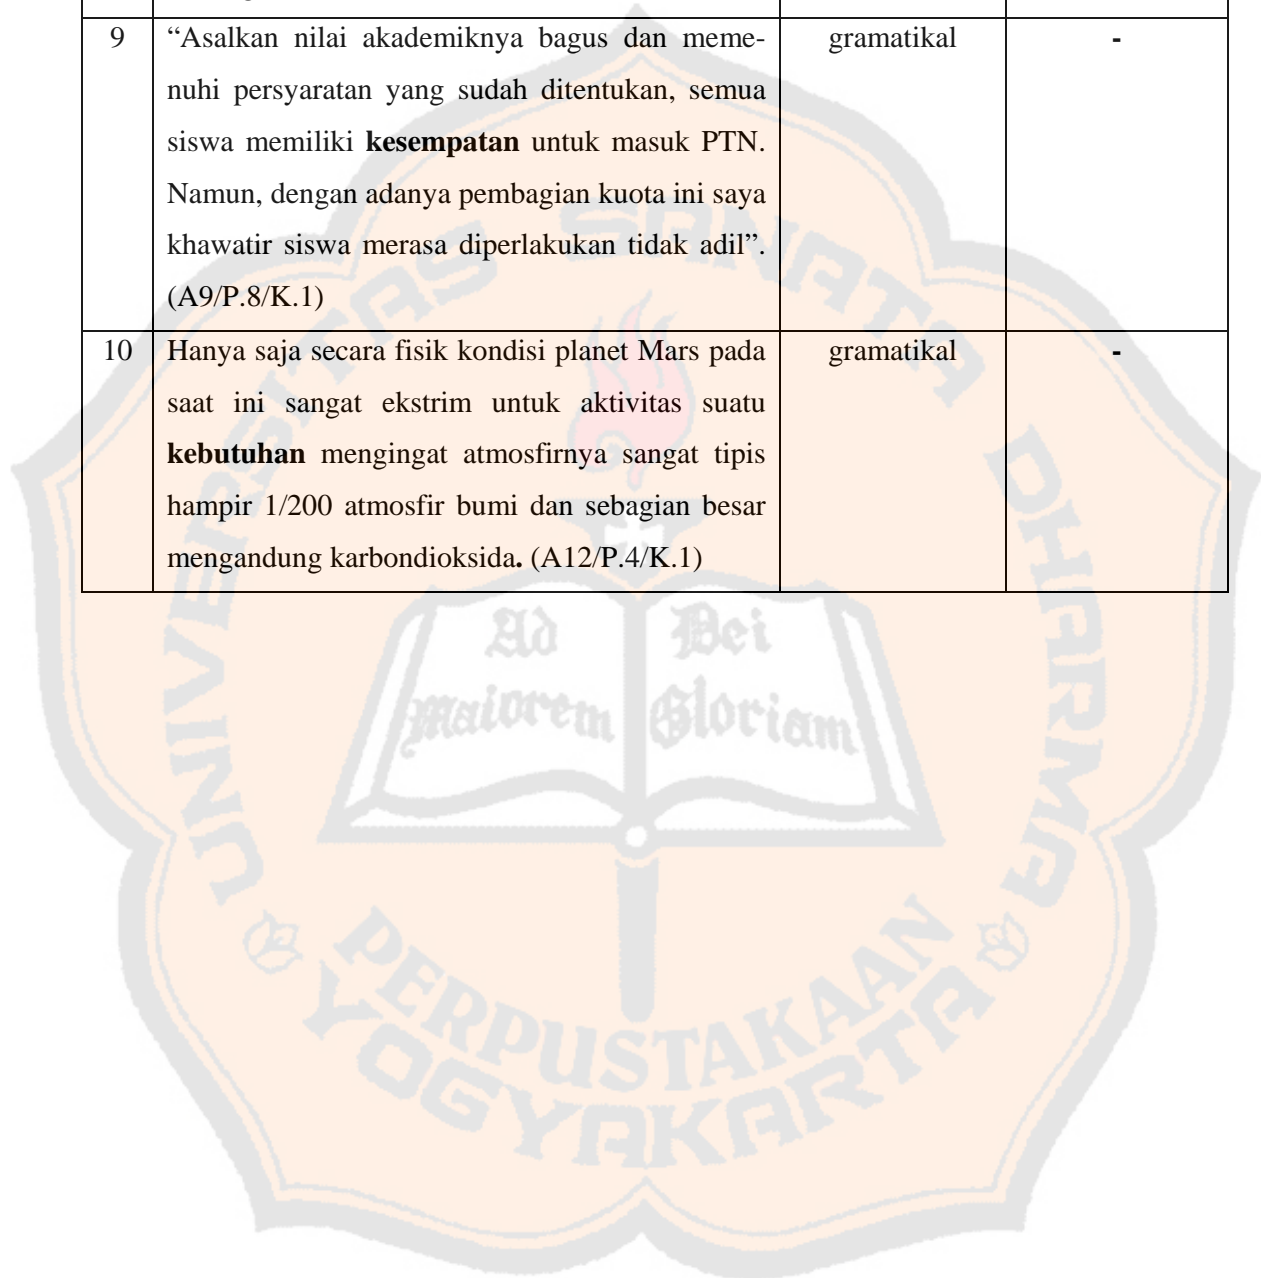 9 “Asalkan nilai akademiknya bagus dan meme- gramatikal -
nuhi persyaratan yang sudah ditentukan, semua
siswa memiliki kesempatan untuk masuk PTN.
Namun, dengan adanya pembagian kuota ini saya
khawatir siswa merasa diperlakukan tidak adil”.
(A9/P.8/K.1)
10 Hanya saja secara fisik kondisi planet Mars pada gramatikal -
saat ini sangat ekstrim untuk aktivitas suatu
kebutuhan mengingat atmosfirnya sangat tipis
hampir 1/200 atmosfir bumi dan sebagian besar
mengandung karbondioksida. (A12/P.4/K.1)
UNIVERSITAS SANATA DHARMA
Ad Dei
Maiorem Gloriam
PERPUSTAKAAN
YOGYAKARTA